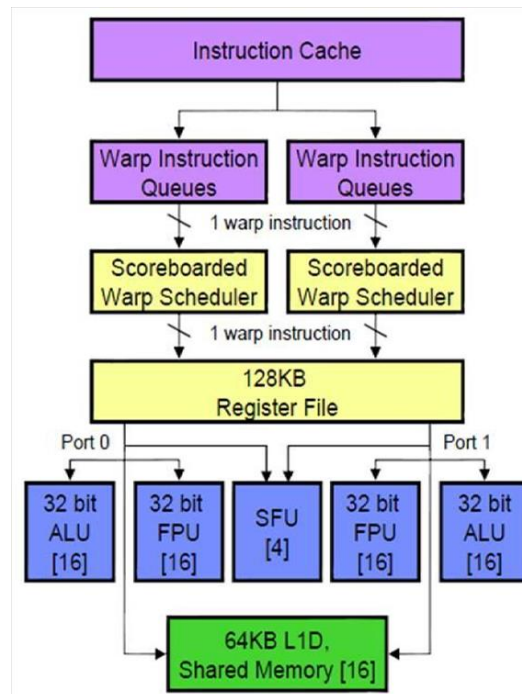 Instruction Cache
Warp Instruction
Queues
Warp Instruction
Queues
1 warp instruction
Scoreboarded
Warp Scheduler
Scoreboarded
Warp Scheduler
1 warp instruction
128KB
Register File
Port 0
Port 1
32 bit
ALU
[16]
32 bit
FPU
[16]
SFU
[4]
32 bit
FPU
[16]
32 bit
ALU
[16]
64KB L1D,
Shared Memory [16]